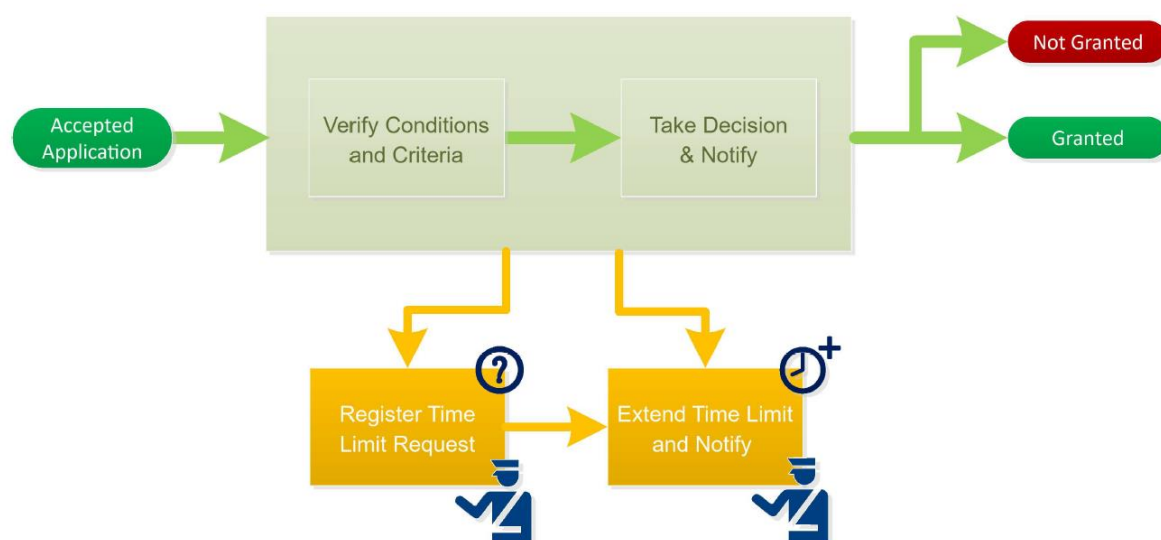 Not Granted
Accepted
Application
Verify Conditions
and Criteria
Take Decision
& Notify
Granted
?
+
Register Time
Limit Request
Extend Time Limit
and Notify